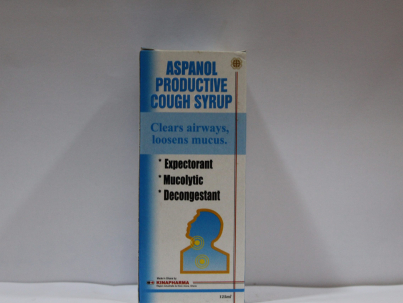 ASPANOL
PRODUCTIVE
COUGH SYRUP
Clears airways,
loosens mucus.
* Expectorant
* Mucolytic
* Decongestant
KINAPHARMA